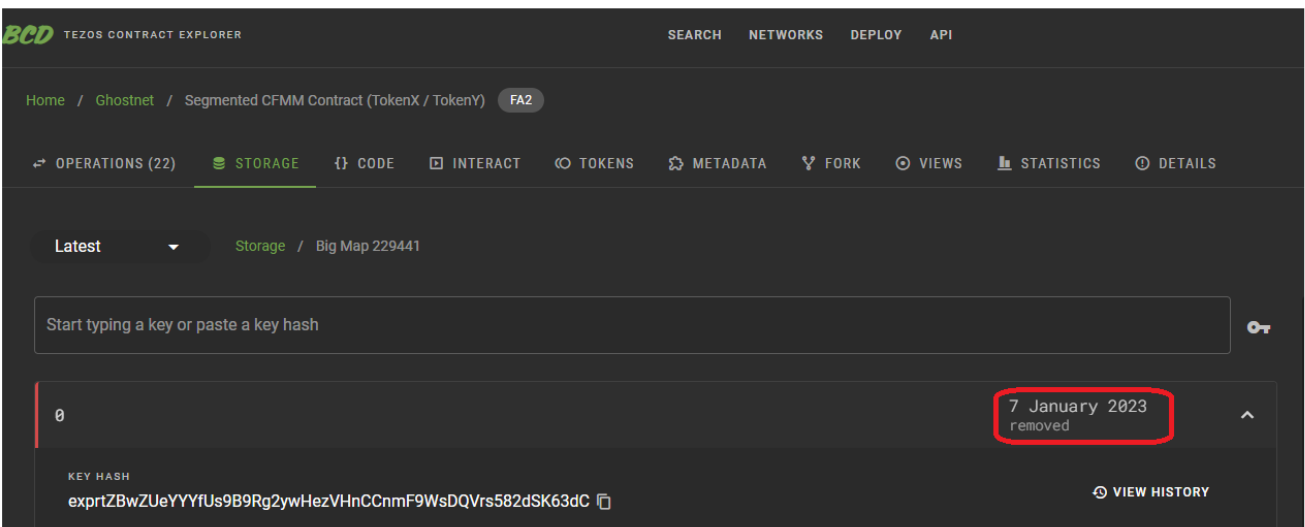 BCD TEZOS CONTRACT EXPLORER SEARCH NETWORKS DEPLOY API
Home / Ghostnet / Segmented CFMM Contract (TokenX / TokenY) FA2
OPERATIONS (22) STORAGE {} CODE INTERACT TOKENS METADATA FORK VIEWS STATISTICS DETAILS
Latest Storage / Big Map 229441
Start typing a key or paste a key hash
0 7 January 2023
removed
KEY HASH
exprtZBwZUeYYYfUs9B9Rg2ywHezVHnCCnmF9WsDQVrs582dSK63dC VIEW HISTORY